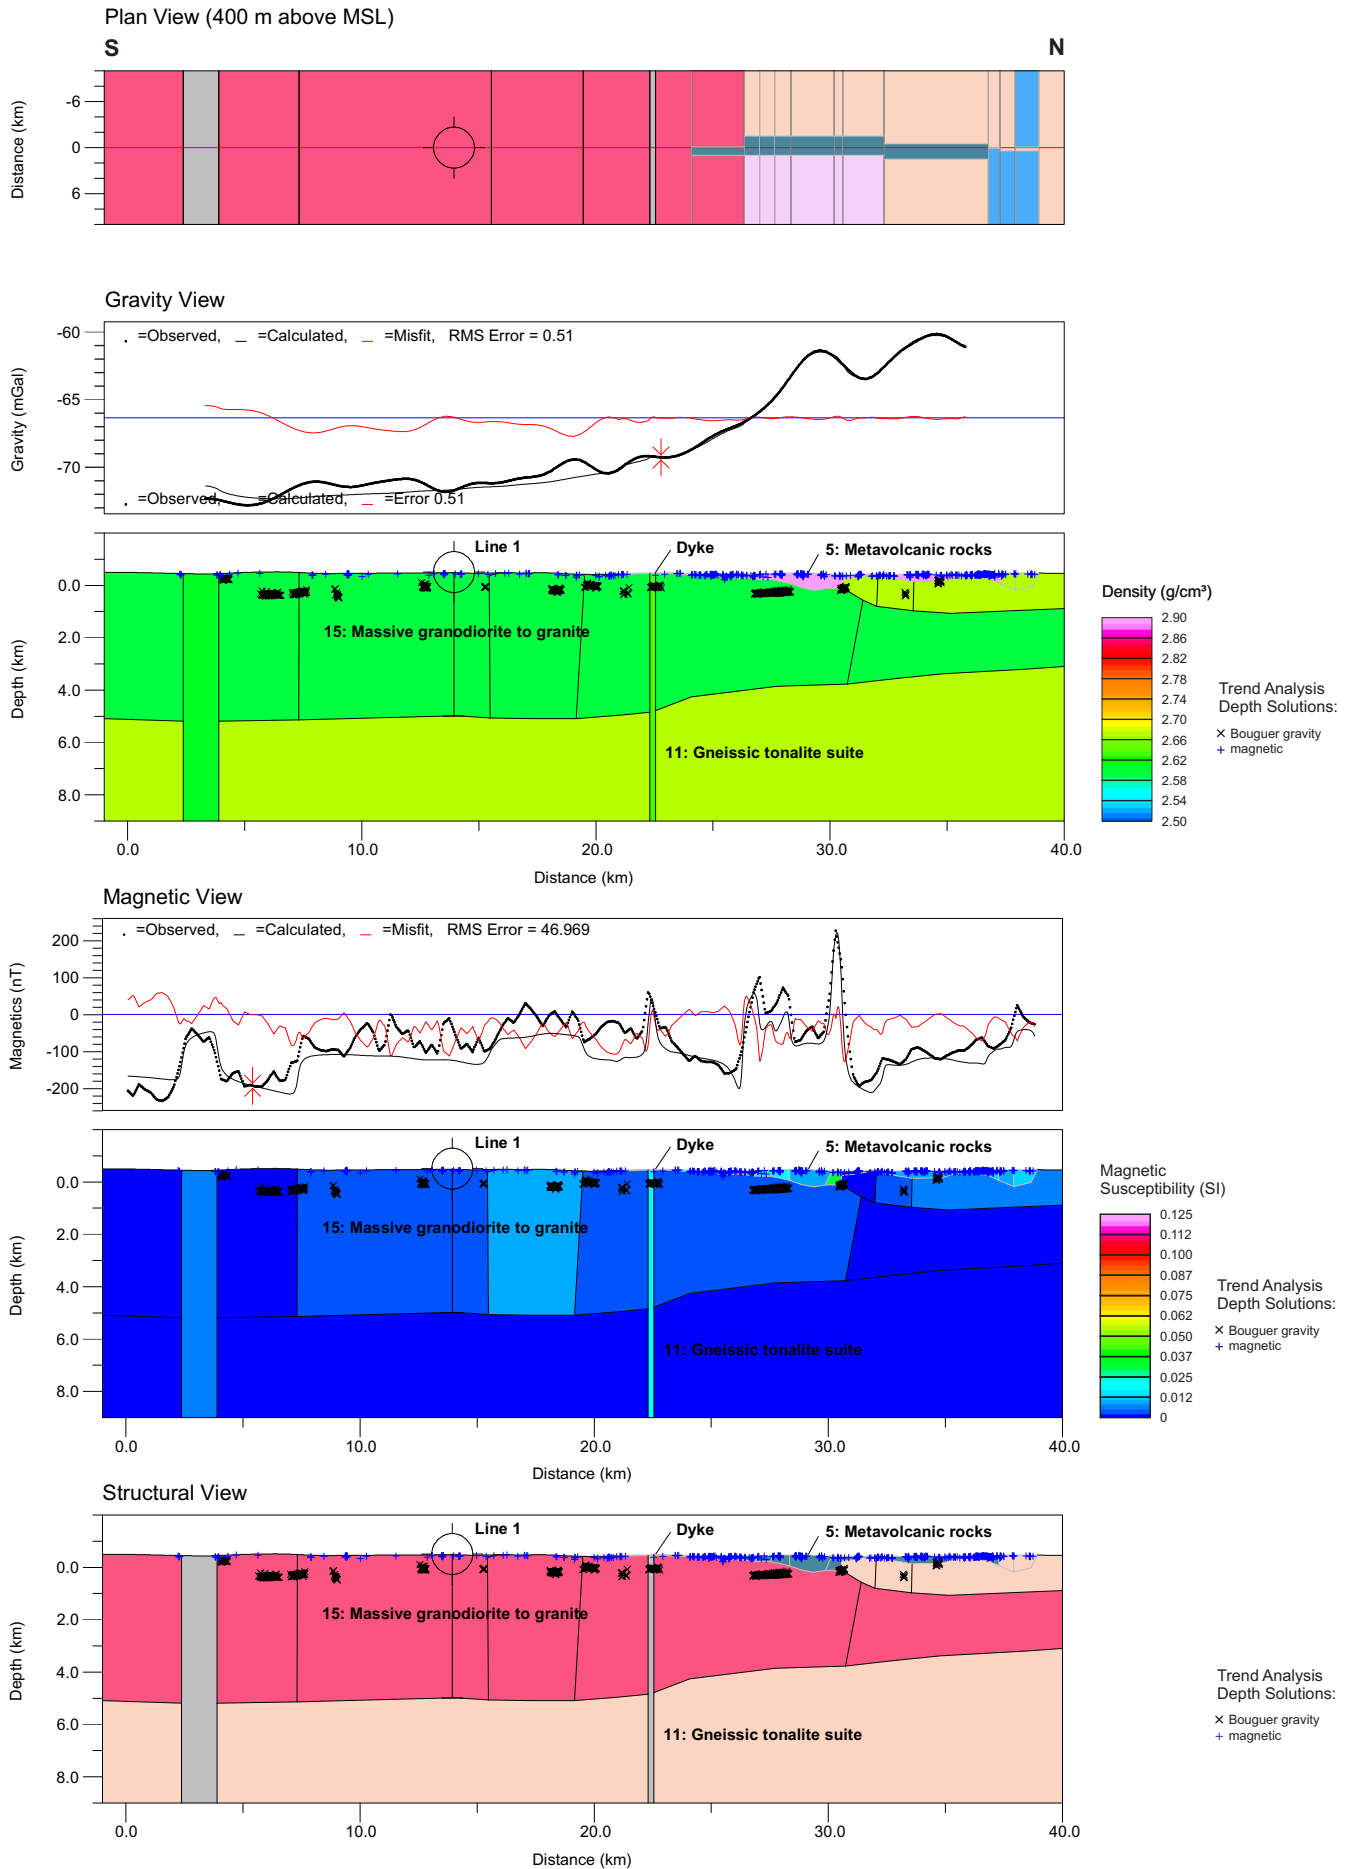 Plan View (400 m above MSL)
S N
Distance (km)
-6
0
6
Gravity View
. =Observed, _ =Calculated, _ =Misfit, RMS Error = 0.51
Gravity (mGal)
-60
-65
-70
. =Observed, _ =Calculated, _ =Error 0.51
Line 1
Dyke
5: Metavolcanic rocks
15: Massive granodiorite to granite
11: Gneissic tonalite suite
Depth (km)
0.0
2.0
4.0
6.0
8.0
0.0 10.0 20.0 30.0 40.0
Distance (km)
Density (g/cm³)
2.90
2.86
2.82
2.78
2.74
2.70
2.66
2.62
2.58
2.54
2.50
Trend Analysis
Depth Solutions:
× Bouguer gravity
+ magnetic
Magnetic View
. =Observed, _ =Calculated, _ =Misfit, RMS Error = 46.969
Magnetics (nT)
200
100
0
-100
-200
Line 1
Dyke
5: Metavolcanic rocks
15: Massive granodiorite to granite
11: Gneissic tonalite suite
Depth (km)
0.0
2.0
4.0
6.0
8.0
0.0 10.0 20.0 30.0 40.0
Distance (km)
Magnetic
Susceptibility (SI)
0.125
0.112
0.100
0.087
0.075
0.062
0.050
0.037
0.025
0.012
0
Trend Analysis
Depth Solutions:
× Bouguer gravity
+ magnetic
Structural View
Line 1
Dyke
5: Metavolcanic rocks
15: Massive granodiorite to granite
11: Gneissic tonalite suite
Depth (km)
0.0
2.0
4.0
6.0
8.0
0.0 10.0 20.0 30.0 40.0
Distance (km)
Trend Analysis
Depth Solutions:
× Bouguer gravity
+ magnetic